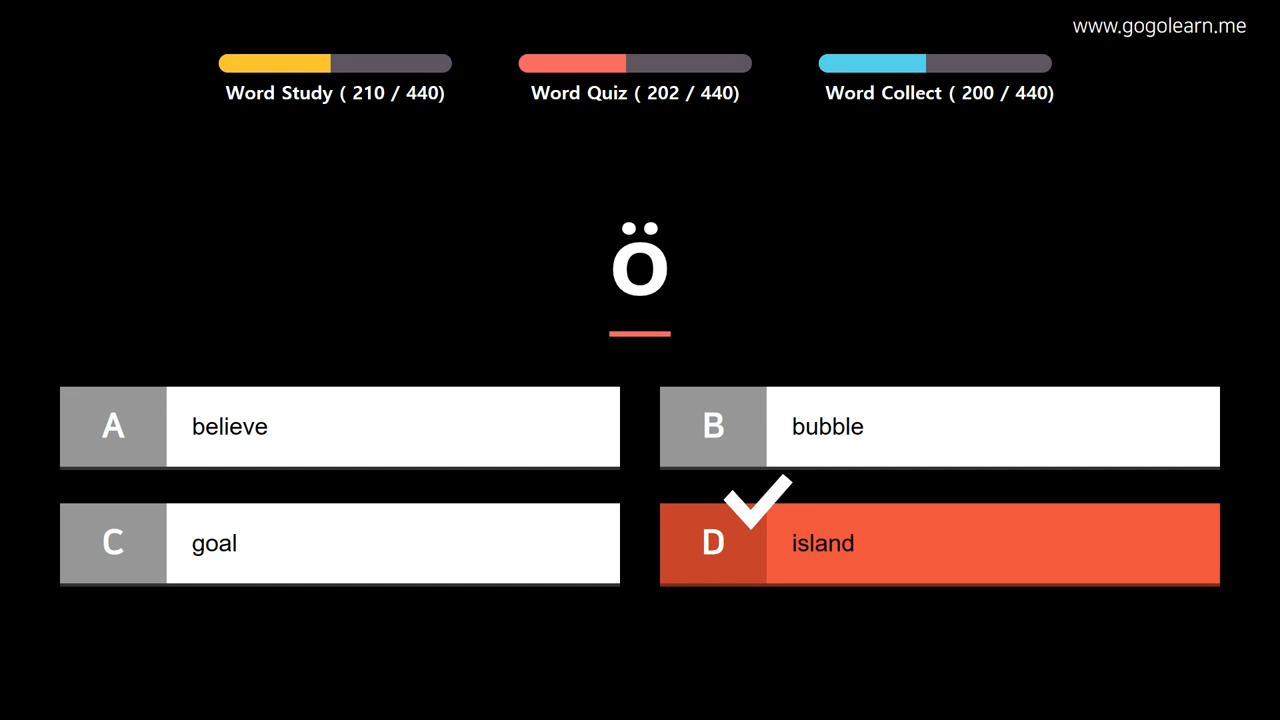 www.gogolearn.me
Word Study ( 210 / 440)
Word Quiz ( 202 / 440)
Word Collect ( 200 / 440)
ö
A believe
B bubble
C goal
D island